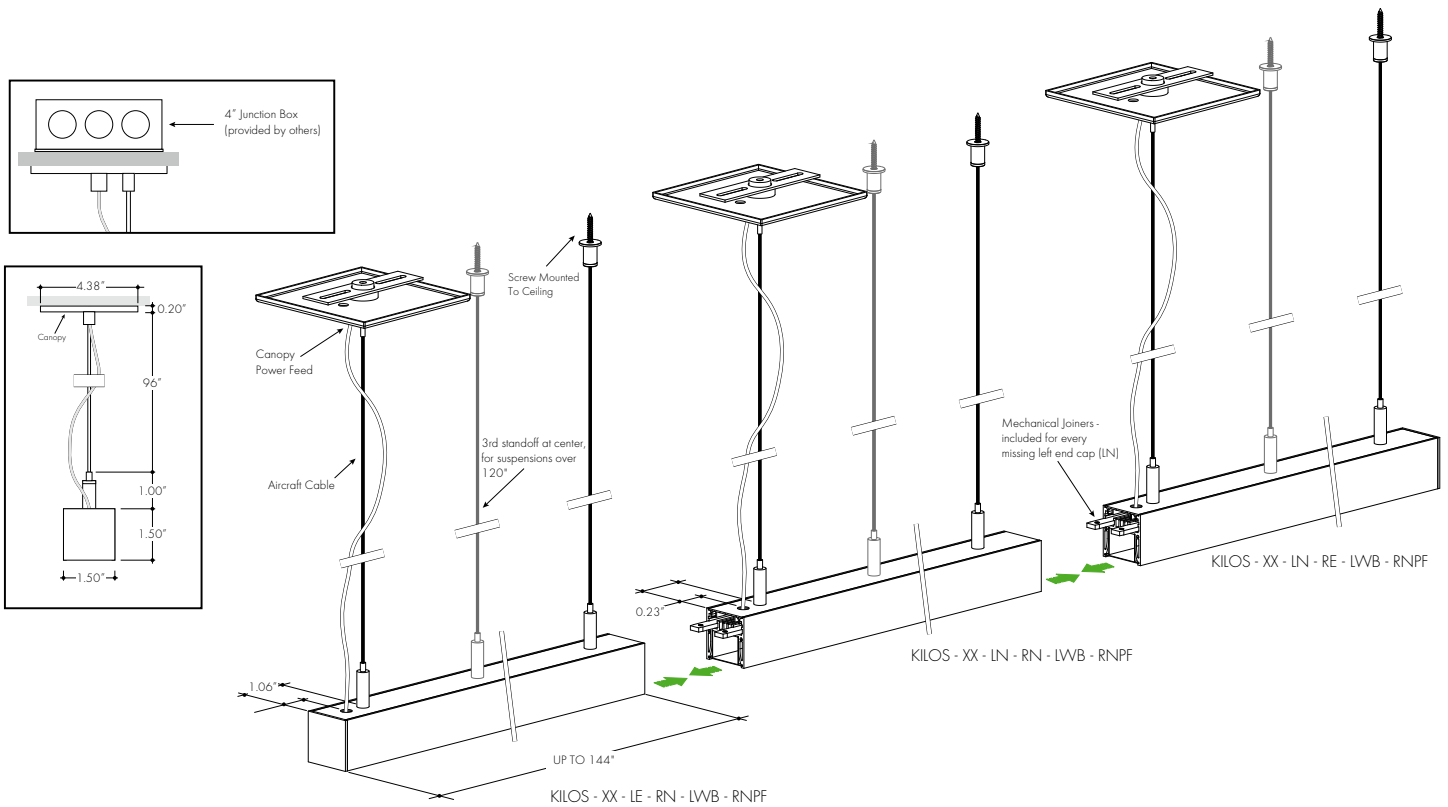 4" Junction Box
(provided by others)
4.38"
0.20"
Canopy
96"
1.00"
1.50"
1.50"
Screw Mounted
To Ceiling
Canopy
Power Feed
3rd standoff at center,
for suspensions over
120"
Aircraft Cable
1.06"
UP TO 144"
KILOS - XX - LE - RN - LWB - RNPF
0.23"
KILOS - XX - LN - RN - LWB - RNPF
Mechanical Joiners -
included for every
missing left end cap (LN)
KILOS - XX - LN - RE - LWB - RNPF